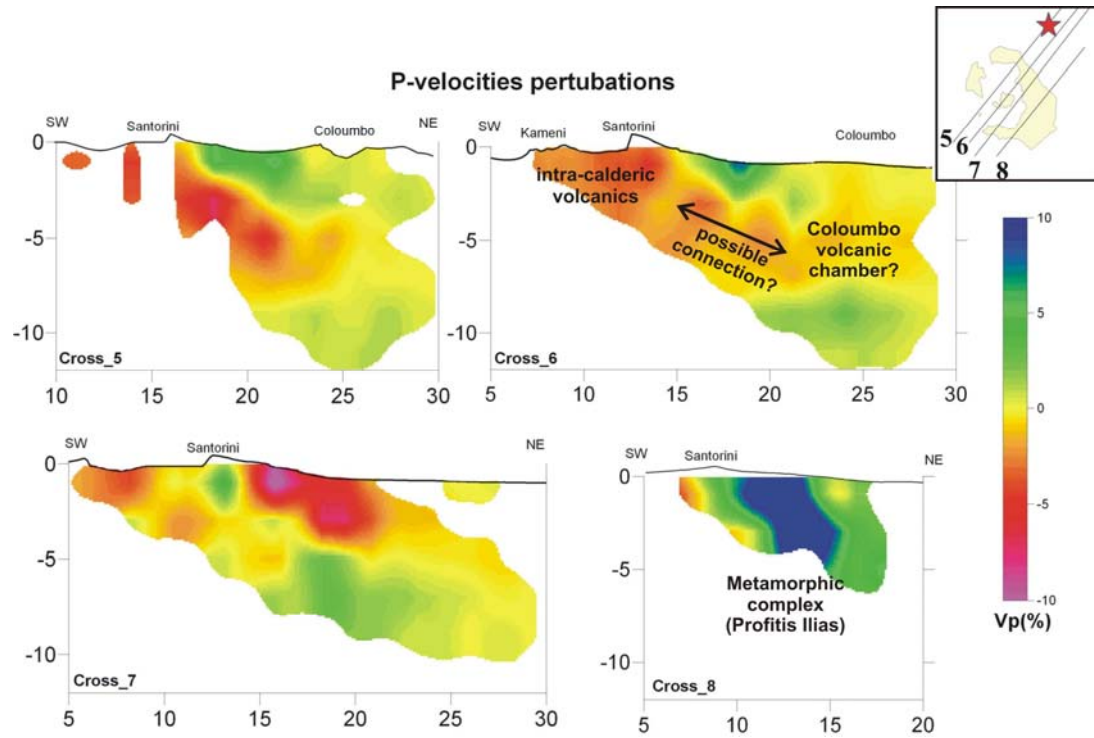 P-velocities pertubations
5
6
7
8
SW
Santorini
Coloumbo
NE
0
-5
-10
Cross_5
10
15
20
25
30
SW
Kameni
Santorini
Coloumbo
0
-5
-10
intra-calderic
volcanics
possible
connection?
Coloumbo
volcanic
chamber?
Cross_6
5
10
15
20
25
30
10
5
0
-5
-10
Vp(%)
SW
Santorini
NE
0
-5
-10
Cross_7
5
10
15
20
25
30
SW
Santorini
NE
0
-5
-10
Metamorphic
complex
(Profitis Ilias)
Cross_8
5
10
15
20